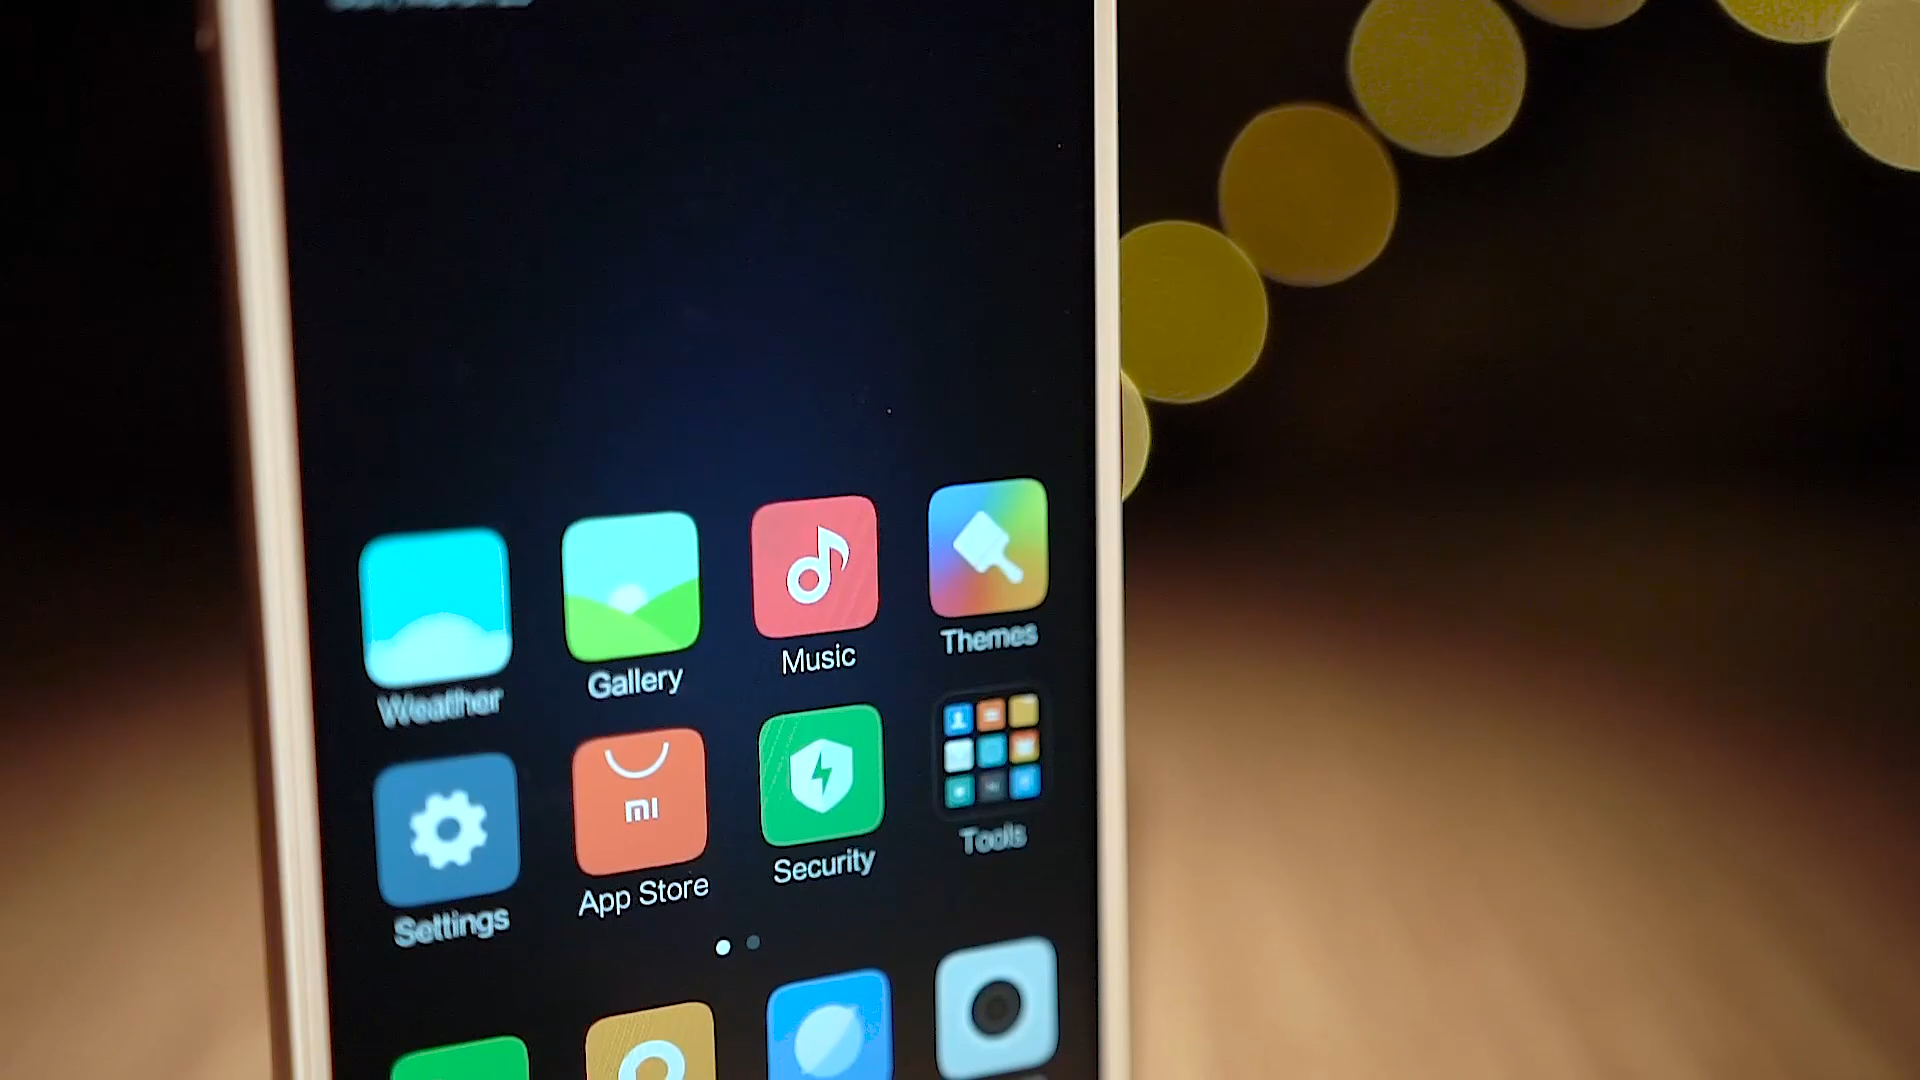 Weather
Gallery
Music
Themes
mi
Settings
App Store
Security
Tools